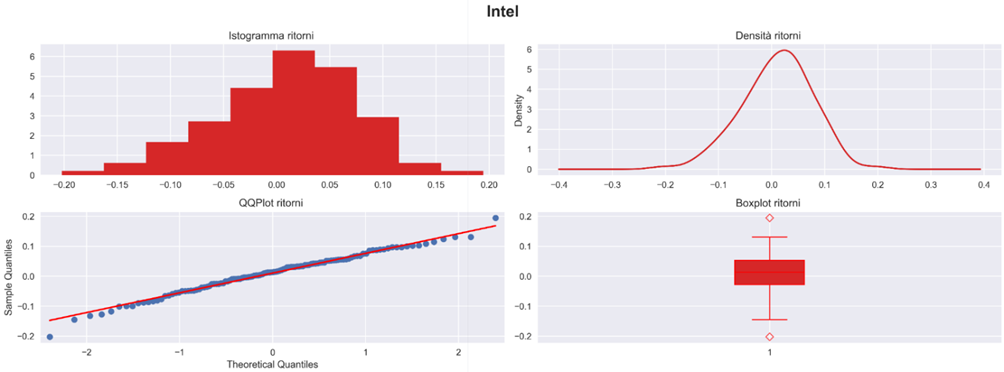 Intel
Istogramma ritorni
6
5
4
3
2
1
0
−0.20 −0.15 −0.10 −0.05 0.00 0.05 0.10 0.15 0.20
Densità ritorni
Density
6
5
4
3
2
1
0
−0.4 −0.3 −0.2 −0.1 0.0 0.1 0.2 0.3 0.4
QQPlot ritorni
Sample Quantiles
0.2
0.1
0.0
−0.1
−0.2
−2 −1 0 1 2
Theoretical Quantiles
Boxplot ritorni
0.2
0.1
0.0
−0.1
−0.2
1